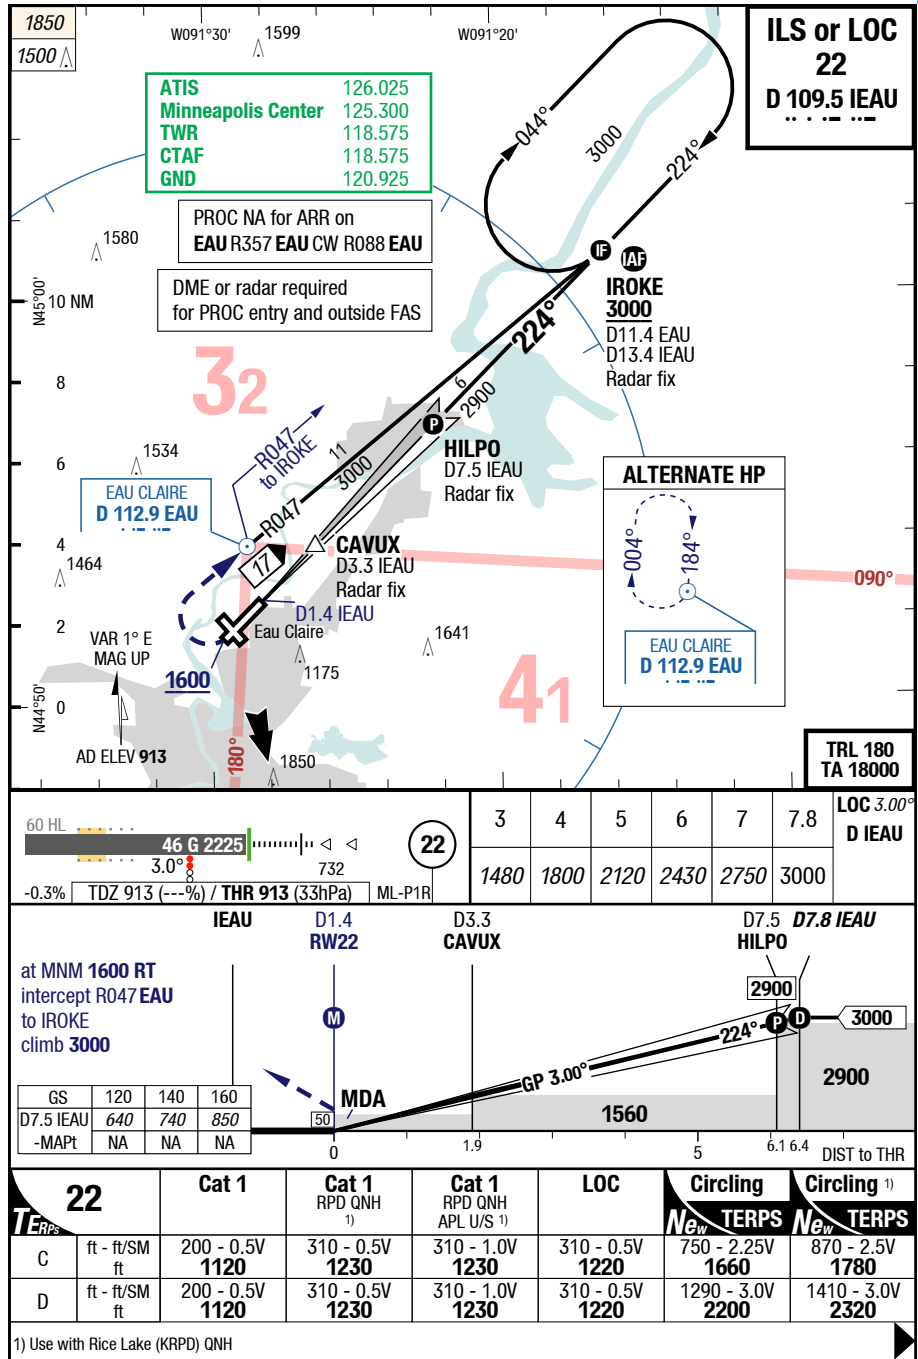 1850
1500
W091°30'
1599
W091°20'
ILS or LOC
22
D 109.5 IEAU
ATIS 126.025
Minneapolis Center 125.300
TWR 118.575
CTAF 118.575
GND 120.925
044°
3000
224°
PROC NA for ARR on
EAU R357 EAU CW R088 EAU
1580
DME or radar required
for PROC entry and outside FAS
N45°00'
10 NM
IF
IAF
IROKE
3000
D11.4 EAU
D13.4 IEAU
Radar fix
224°
32
8
6
2900
P
HILPO
D7.5 IEAU
Radar fix
R047
to IROKE
11
3000
1534
6
EAU CLAIRE
D 112.9 EAU
R047
ALTERNATE HP
004°
184°
EAU CLAIRE
D 112.9 EAU
4
17
CAVUX
D3.3 IEAU
Radar fix
090°
1464
D1.4 IEAU
Eau Claire
2
VAR 1° E
MAG UP
1641
1175
1600
41
N44°50'
0
AD ELEV 913
180°
1850
TRL 180
TA 18000
60 HL
46 G 2225
3.0°
732
22
-0.3%
TDZ 913 (---%) / THR 913 (33hPa)
ML-P1R
3 4 5 6 7 7.8 LOC 3.00°
D IEAU
1480 1800 2120 2430 2750 3000
IEAU D1.4 D3.3 D7.5 D7.8 IEAU
RW22 CAVUX HILPO
at MNM 1600 RT
intercept R047 EAU
to IROKE
climb 3000
M
2900
P
D
3000
224°
GP 3.00°
2900
MDA
1560
50
GS 120 140 160
D7.5 IEAU 640 740 850
-MAPt NA NA NA
0 1.9 5 6.1 6.4 DIST to THR
22
TERPs
Cat 1
Cat 1
RPD QNH
1)
Cat 1
RPD QNH
APL U/S 1)
LOC
Circling
New TERPS
Circling 1)
New TERPS
C ft - ft/SM 200 - 0.5V 310 - 0.5V 310 - 1.0V 310 - 0.5V 750 - 2.25V 870 - 2.5V
ft 1120 1230 1230 1220 1660 1780
D ft - ft/SM 200 - 0.5V 310 - 0.5V 310 - 1.0V 310 - 0.5V 1290 - 3.0V 1410 - 3.0V
ft 1120 1230 1230 1220 2200 2320
1) Use with Rice Lake (KRPD) QNH